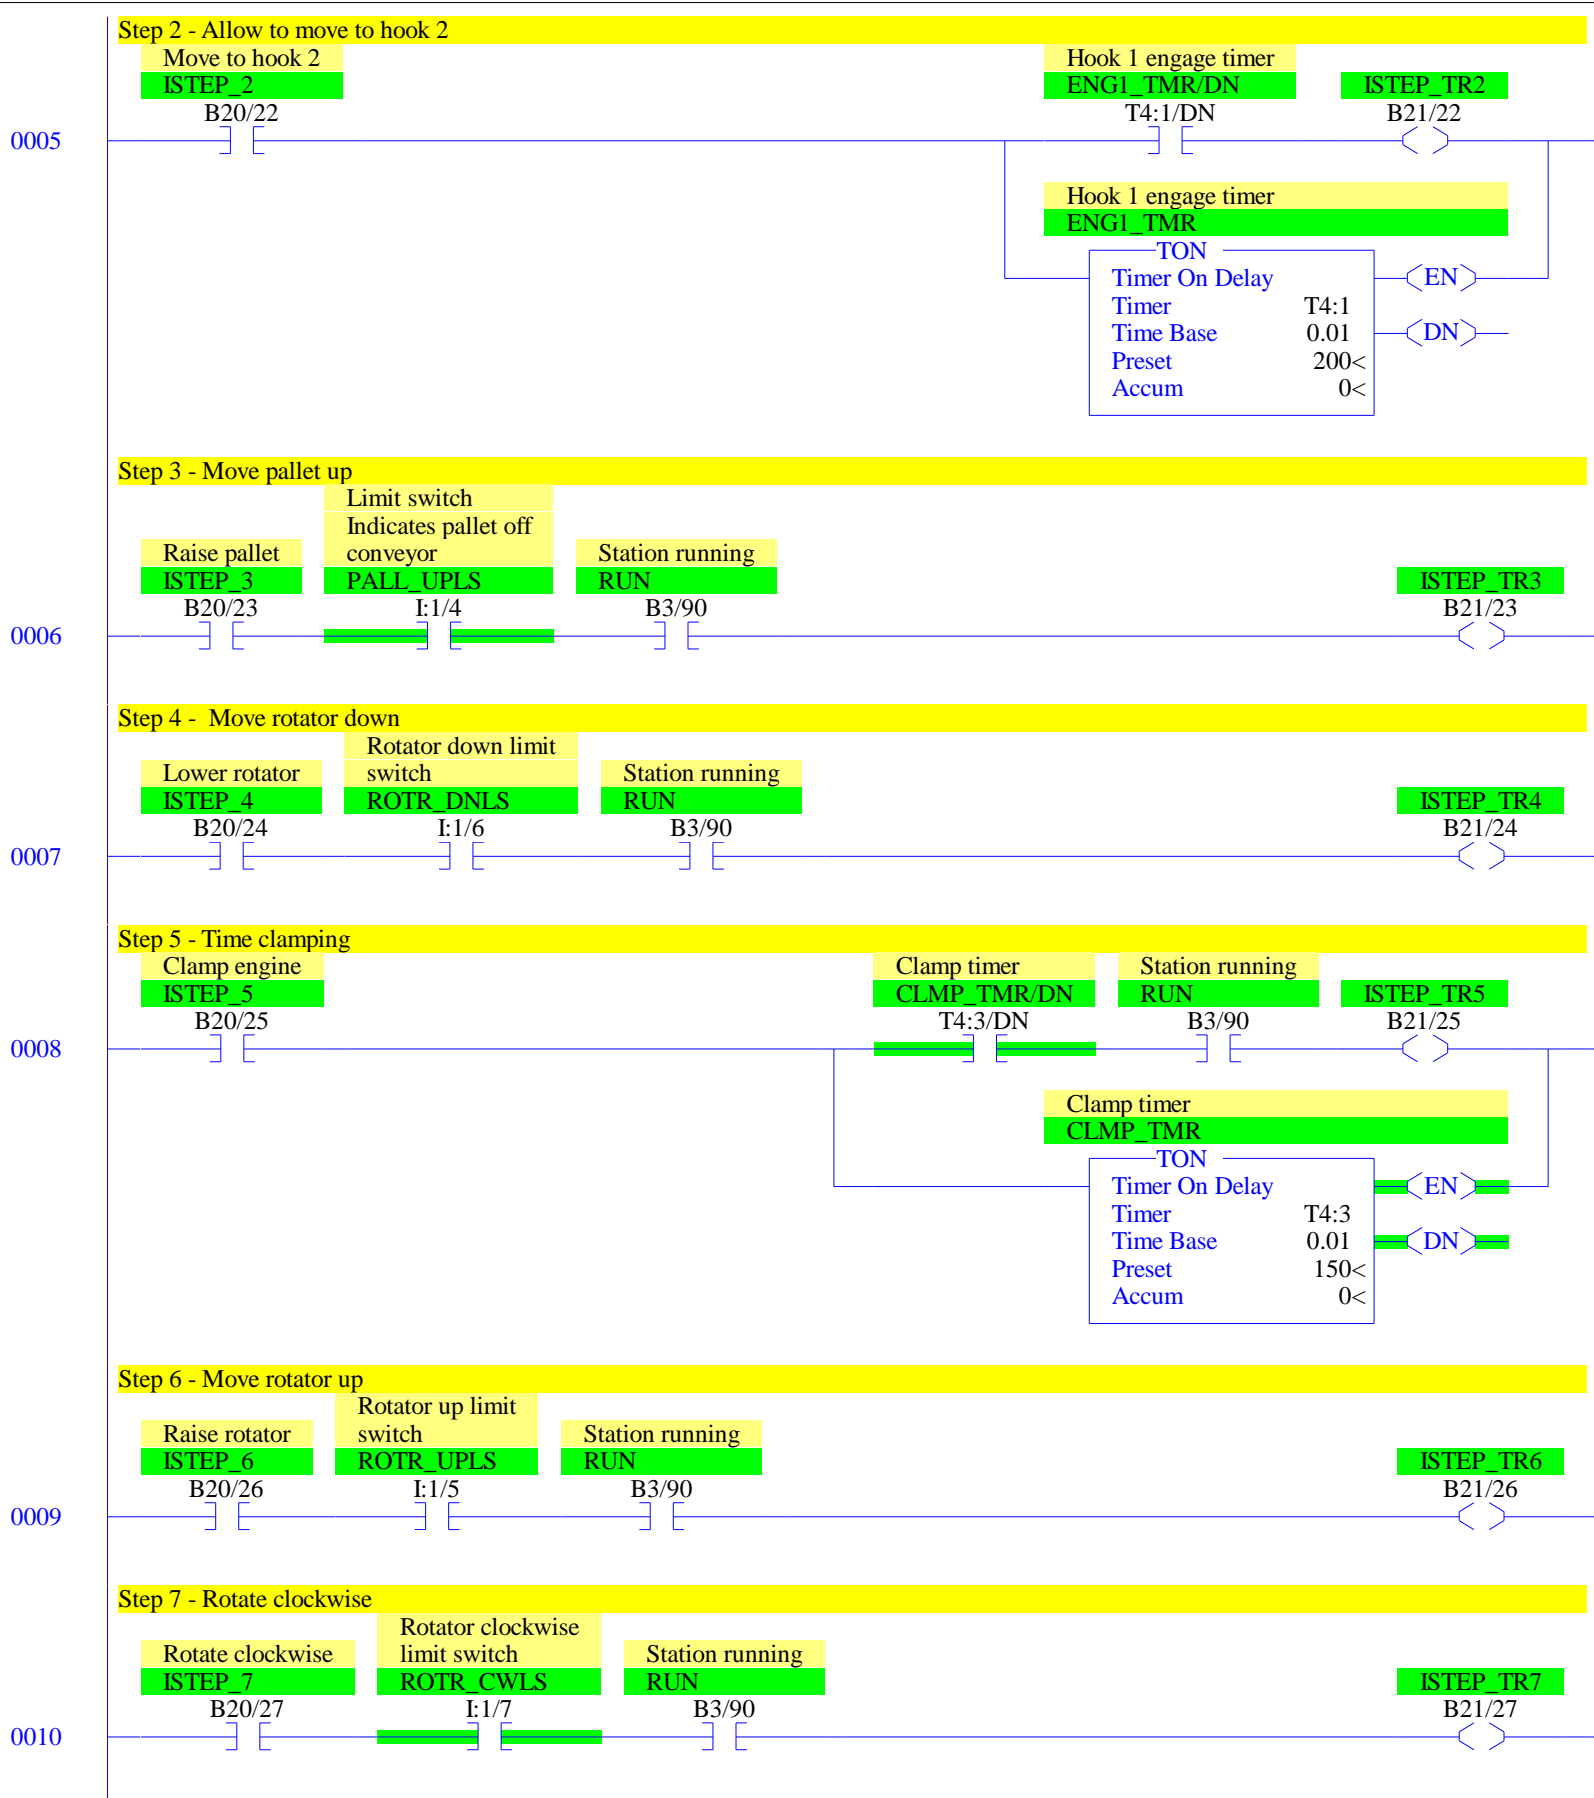 Step 2 - Allow to move to hook 2
Move to hook 2
ISTEP_2
B20/22
Hook 1 engage timer
ENG1_TMR/DN
T4:1/DN
ISTEP_TR2
B21/22
0005
Hook 1 engage timer
ENG1_TMR
TON
Timer On Delay
Timer T4:1
Time Base 0.01
Preset 200<
Accum 0<
EN
DN
Step 3 - Move pallet up
Raise pallet
ISTEP_3
B20/23
Limit switch
Indicates pallet off
conveyor
PALL_UPLS
I:1/4
Station running
RUN
B3/90
ISTEP_TR3
B21/23
0006
Step 4 - Move rotator down
Lower rotator
ISTEP_4
B20/24
Rotator down limit
switch
ROTR_DNLS
I:1/6
Station running
RUN
B3/90
ISTEP_TR4
B21/24
0007
Step 5 - Time clamping
Clamp engine
ISTEP_5
B20/25
Clamp timer
CLMP_TMR/DN
T4:3/DN
Station running
RUN
B3/90
ISTEP_TR5
B21/25
0008
Clamp timer
CLMP_TMR
TON
Timer On Delay
Timer T4:3
Time Base 0.01
Preset 150<
Accum 0<
EN
DN
Step 6 - Move rotator up
Raise rotator
ISTEP_6
B20/26
Rotator up limit
switch
ROTR_UPLS
I:1/5
Station running
RUN
B3/90
ISTEP_TR6
B21/26
0009
Step 7 - Rotate clockwise
Rotate clockwise
ISTEP_7
B20/27
Rotator clockwise
limit switch
ROTR_CWLS
I:1/7
Station running
RUN
B3/90
ISTEP_TR7
B21/27
0010